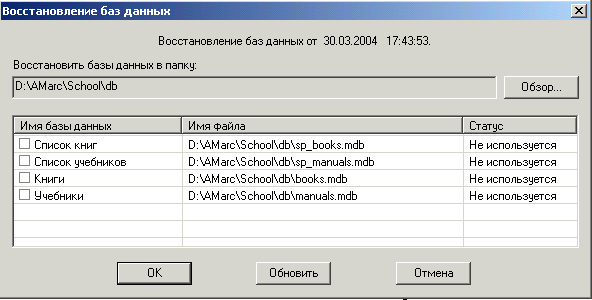 Восстановление баз данных
Восстановление баз данных от 30.03.2004 17:43:53.
Восстановить базы данных в папку:
D:\AMarc\School\db
Обзор...
Имя базы данных Имя файла Статус
Список книг D:\AMarc\School\db\sp_books.mdb Не используется
Список учебников D:\AMarc\School\db\sp_manuals.mdb Не используется
Книги D:\AMarc\School\db\books.mdb Не используется
Учебники D:\AMarc\School\db\manuals.mdb Не используется
OK Обновить Отмена